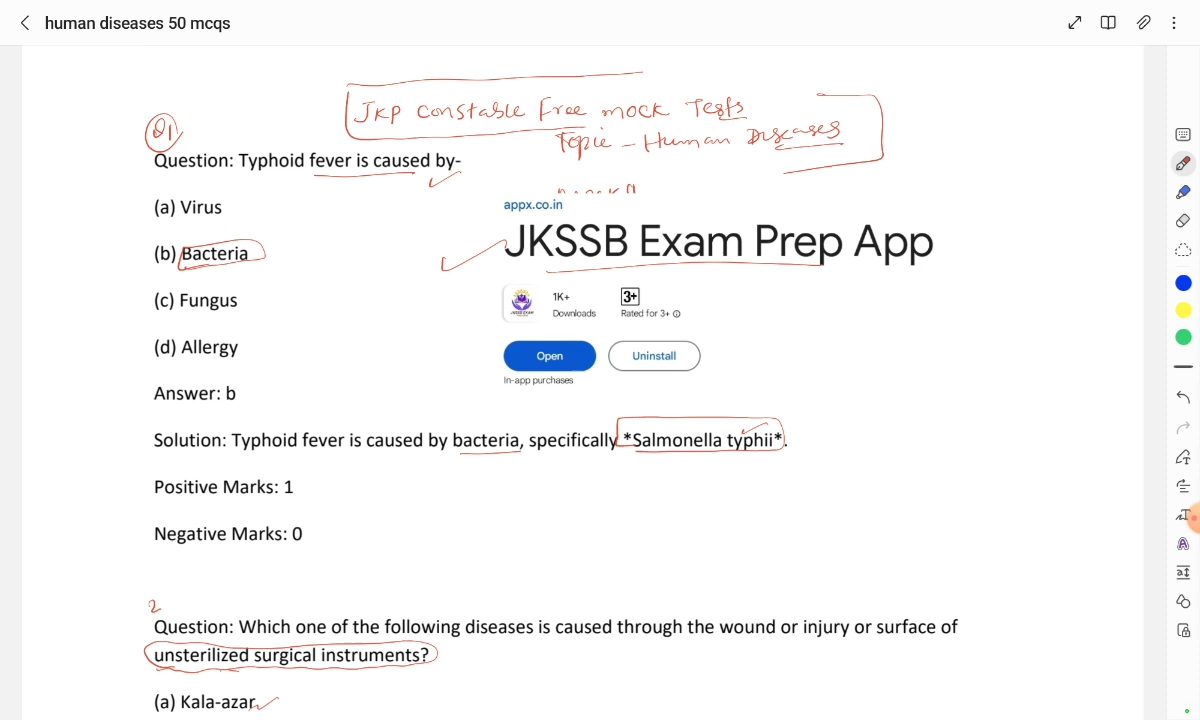 human diseases 50 mcqs
JKP Constable Free mock Tests
Topic - Human Diseases
Q1
Question: Typhoid fever is caused by-
(a) Virus
appx.co.in
JKSSB Exam Prep App
(b) Bacteria
(c) Fungus
1K+
Downloads
3+
Rated for 3+
(d) Allergy
Open
Uninstall
In-app purchases
Answer: b
Solution: Typhoid fever is caused by bacteria, specifically *Salmonella typhii*.
Positive Marks: 1
Negative Marks: 0
2
Question: Which one of the following diseases is caused through the wound or injury or surface of
unsterilized surgical instruments?
(a) Kala-azar